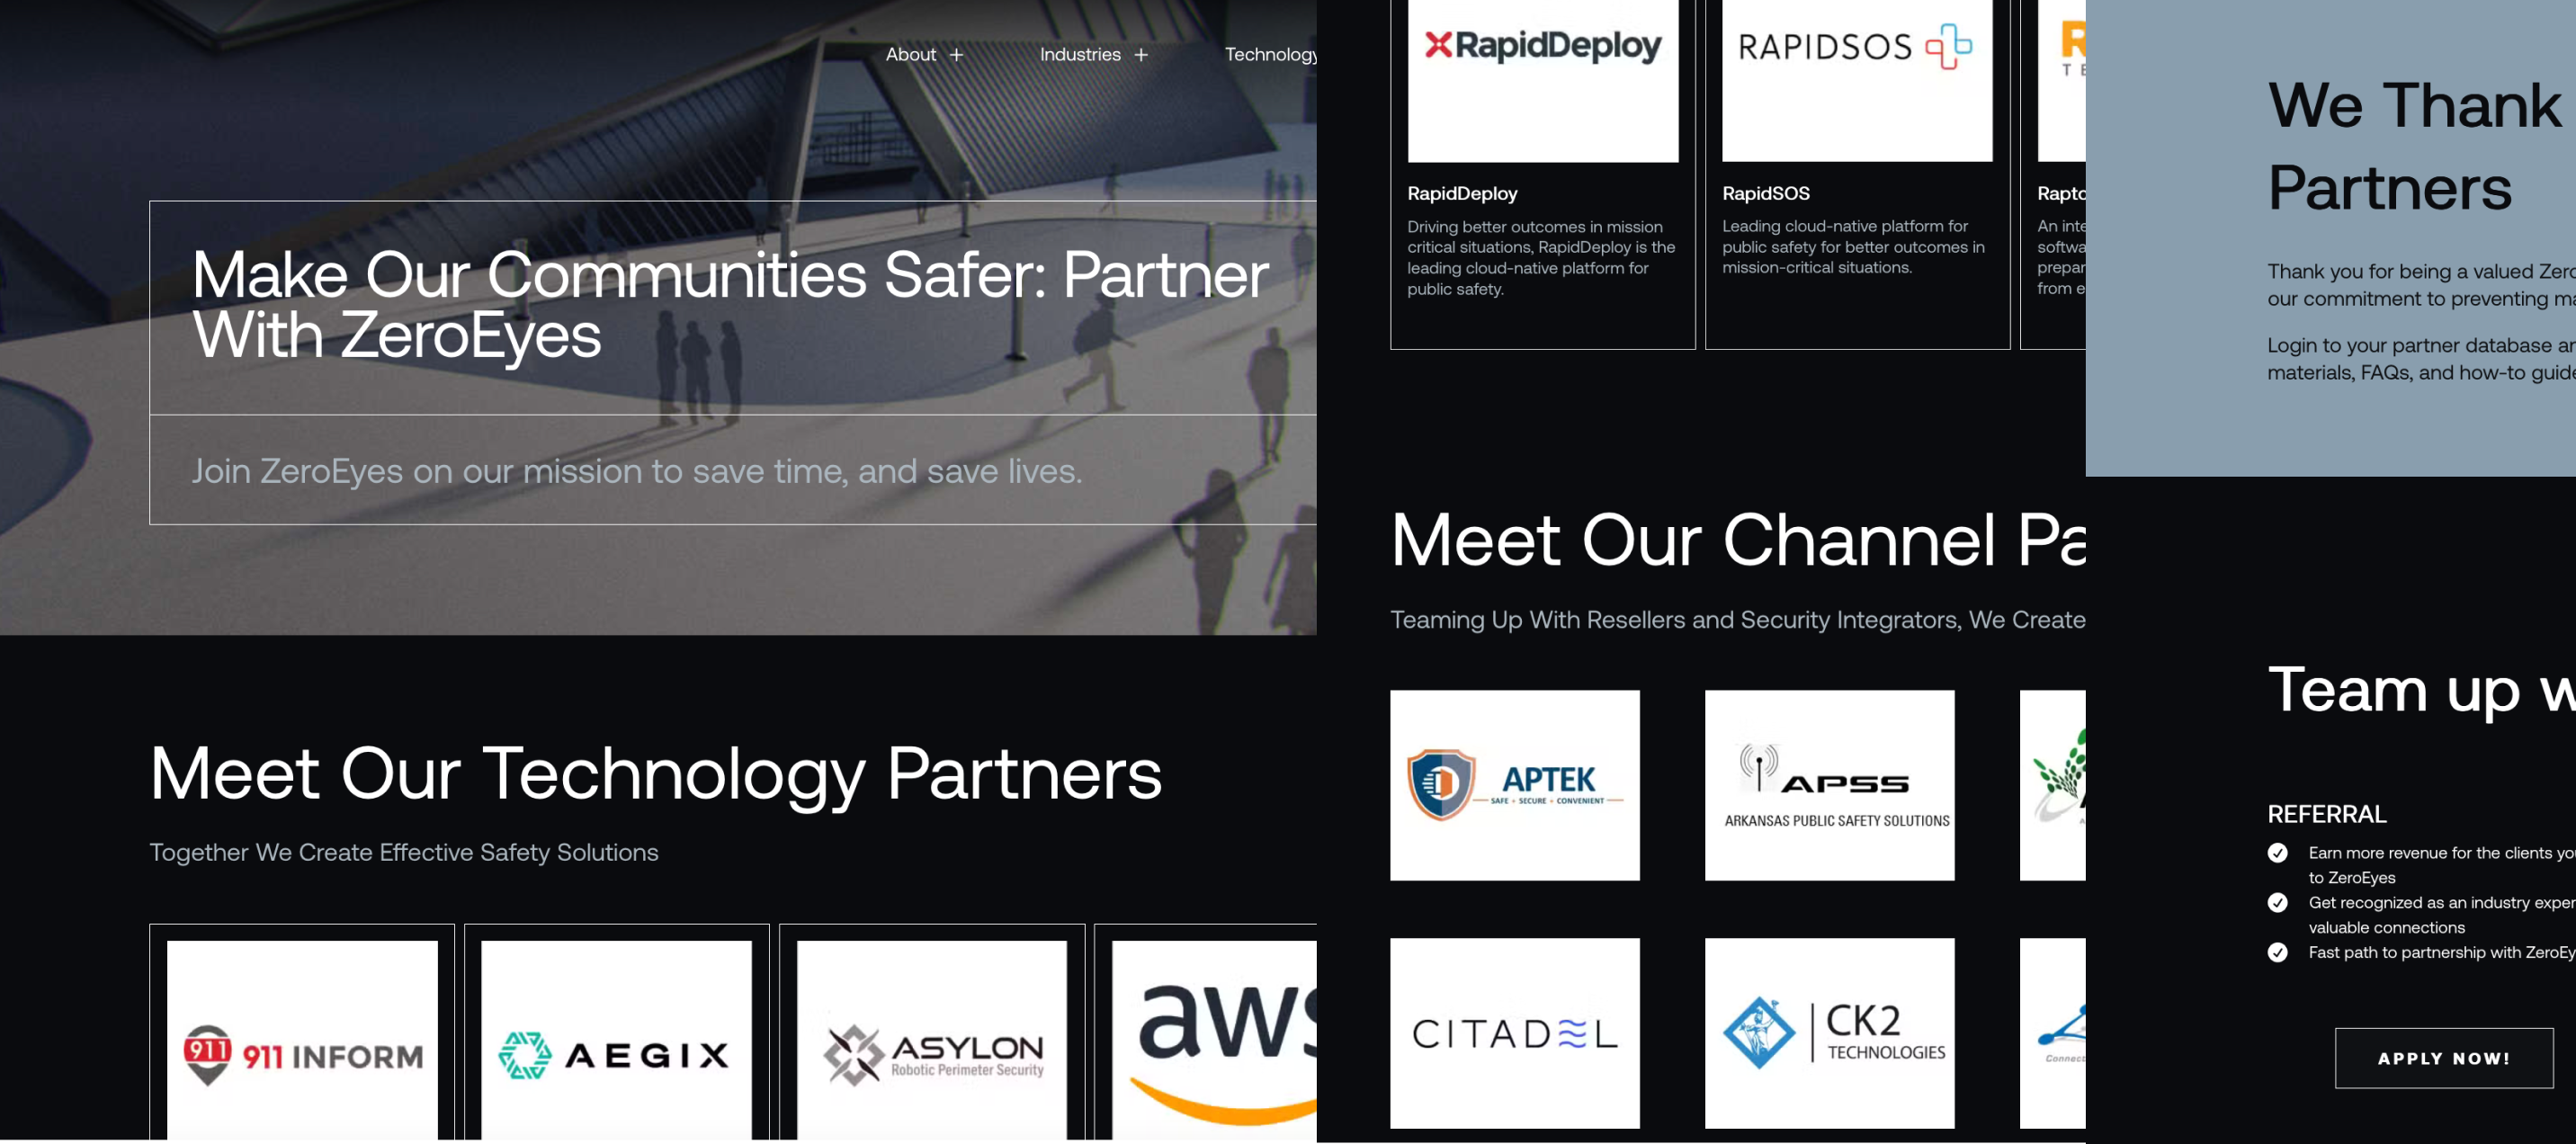 About +
Industries +
Technology
Make Our Communities Safer: Partner
With ZeroEyes
Join ZeroEyes on our mission to save time, and save lives.
Meet Our Technology Partners
Together We Create Effective Safety Solutions
911
911 INFORM
AEGIX
ASYLON
Robotic Perimeter Security
aws
RapidDeploy
RAPIDSOS
R
TE
RapidDeploy
Driving better outcomes in mission
critical situations, RapidDeploy is the
leading cloud-native platform for
public safety.
RapidSOS
Leading cloud-native platform for
public safety for better outcomes in
mission-critical situations.
Rapto
An inte
softwa
prepar
from e
Meet Our Channel Pa
Teaming Up With Resellers and Security Integrators, We Create
APTEK
SAFE + SECURE + CONVENIENT
APSS
ARKANSAS PUBLIC SAFETY SOLUTIONS
CITADEL
CK2
TECHNOLOGIES
Connect
We Thank
Partners
Thank you for being a valued Zero
our commitment to preventing ma
Login to your partner database an
materials, FAQs, and how-to guide
Team up w
REFERRAL
Earn more revenue for the clients you
to ZeroEyes
Get recognized as an industry exper
valuable connections
Fast path to partnership with ZeroEy
APPLY NOW!